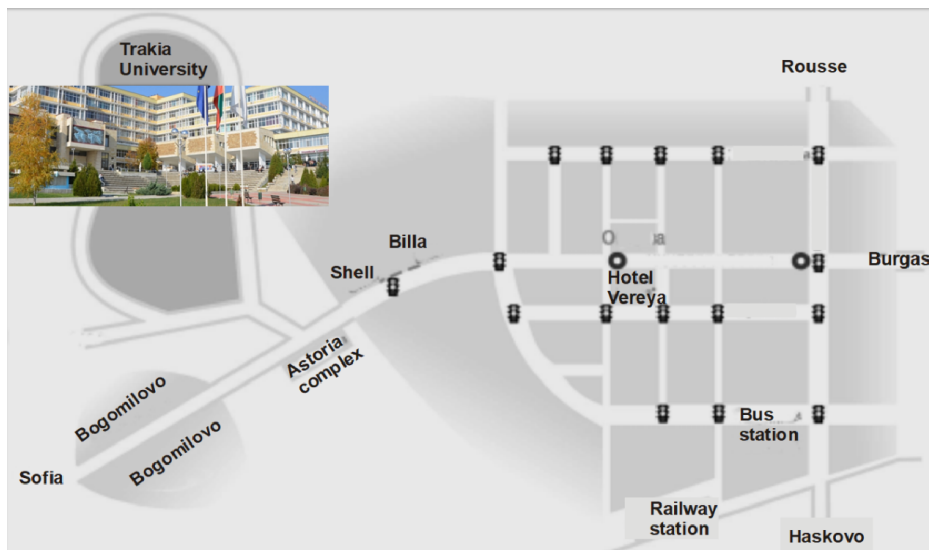 Trakia
University
Rousse
Billa
Shell
Burgas
Hotel
Vereya
Astoria
complex
Bogomilovo
Bogomilovo
Bus
station
Sofia
Railway
station
Haskovo